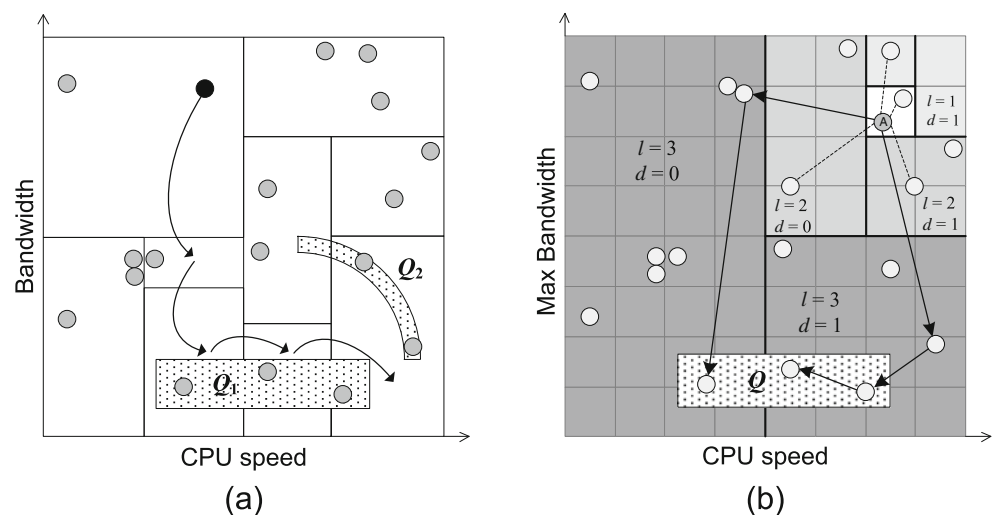 Bandwidth
Q2
Q1
CPU speed
(a)
Max Bandwidth
A
l = 1
d = 1
l = 3
d = 0
l = 2
d = 0
l = 2
d = 1
l = 3
d = 1
Q
CPU speed
(b)